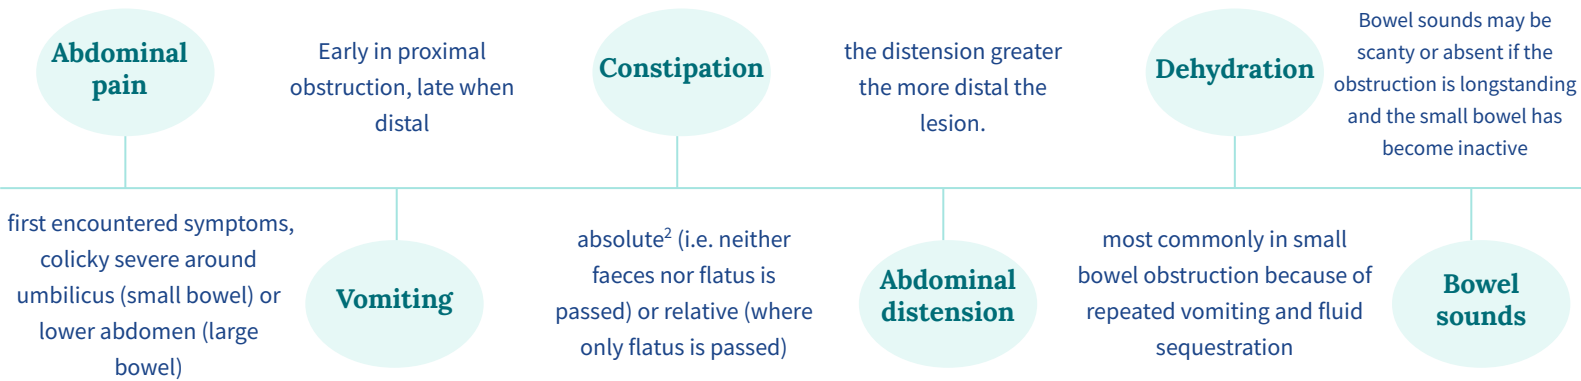 Abdominal
pain
first encountered symptoms,
colicky severe around
umbilicus (small bowel) or
lower abdomen (large
bowel)
Vomiting
Early in proximal
obstruction, late when
distal
Constipation
absolute² (i.e. neither
faeces nor flatus is
passed) or relative (where
only flatus is passed)
Abdominal
distension
the distension greater
the more distal the
lesion.
Dehydration
most commonly in small
bowel obstruction because of
repeated vomiting and fluid
sequestration
Bowel
sounds
Bowel sounds may be
scanty or absent if the
obstruction is longstanding
and the small bowel has
become inactive